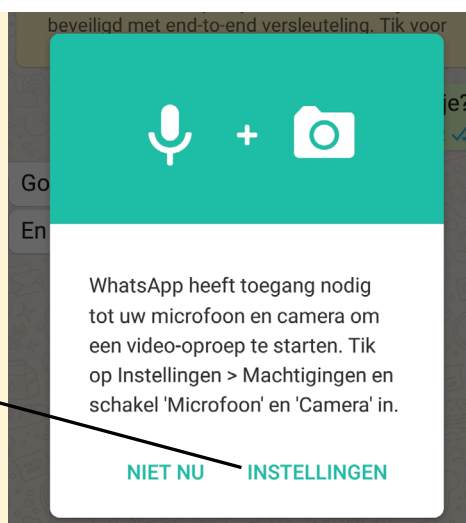 beveiligd met end-to-end versleuteling. Tik voor
je?
Go
En
+
WhatsApp heeft toegang nodig
tot uw microfoon en camera om
een video-oproep te starten. Tik
op Instellingen > Machtigingen en
schakel 'Microfoon' en 'Camera' in.
NIET NU INSTELLINGEN